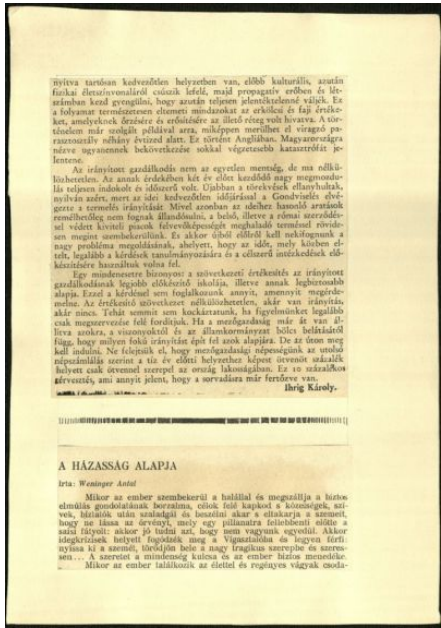 nyitva tartósan kedvezőtlen helyzetben van, előbb kulturális, azután
fizikai életszínvonaláról csúszik lefelé, majd propagatív erőben és lét-
számban kezd gyengülni, hogy azután teljesen jelentéktelenné váljék. Ez
a folyamat természetesen eltemeti mindazokat az erkölcsi és faji értéke-
ket, amelyeknek őrzésére és erősítésére az illető réteg volt hivatva. A tör-
ténelem már szolgált példával arra, miképpen merülhet el virágzó pa-
rasztosztály néhány évtized alatt. Ez történt Angliában. Magyarországra
nézve ugyanennek bekövetkezése sokkal végzetesebb katasztrófát je-
lentene.
Az irányított gazdálkodás nem az egyetlen mentség, de ma nélkü-
lözhetetlen. Az annak érdekében két év előtt kezdődő nagy megmondu-
lás teljesen indokolt és időszerű volt. Újabban a törekvések ellanyhultak,
nyilván azért, mert az idei kedvezőtlen időjárással a Gondviselés elvé-
gezte a termelés irányítását. Mivel azonban az ideihez hasonló aratások
remélhetőleg nem fognak állandósulni, a belső, illetve a római szerződés-
sel védett kiviteli piacok felvevőképességét meghaladó terméssel rövide-
sen megint szembekerülünk. És akkor újból előlről kell nekifognunk a
nagy probléma megoldásának, ahelyett, hogy az időt, mely közben el-
telt, legalább a kérdések tanulmányozására és a célszerű intézkedések elő-
készítésére használtuk volna fel.
Egy mindenesetre bizonyos: a szövetkezeti értékesítés az irányított
gazdálkodásnak legjobb előkészítő iskolája, illetve annak legbiztosabb
alapja. Ezzel a kérdéssel sem foglalkozunk annyit, amennyit megérde-
melne. Az értékesítő szövetkezet nélkülözhetetlen, akár van irányítás,
akár nincs. Tehát semmit sem kockáztatunk, ha figyelmünket legalább
csak megszervezése felé fordítjuk. Ha a mezőgazdaság már át van ál-
lítva azokra, a viszonyoktól és az államkormányzat bölcs belátásától
függ, hogy milyen fokú irányítást épít fel azok alapjára. De az úton meg
kell indulni. Ne felejtsük el, hogy mezőgazdasági népességünk az utolsó
népszámlálás szerint a tíz év előtti helyzethez képest ötvenöt százalék
helyett csak ötvennel szerepel az ország lakosságában. Ez 10 százalékos
térvesztés, ami annyit jelent, hogy a sorvadásra már fertőzve van.
Ihrig Károly.
A HÁZASSÁG ALAPJA
Írta: Weninger Antal
Mikor az ember szembekerül a halállal és megszállja a biztos
elmúlás gondolatának borzalma, célok felé kapkod s közeiségek, szí-
vek, bíztatók után szaladgál és beszélni akar s eltakarja a szemeit,
hogy ne lássa az örvényt, mely egy pillanatra fellebbenti előtte a
saisi fátyolt: akkor jó tudni azt, hogy nem vagyunk egyedül. Akkor
idegkrízisek helyett fogódzék meg a Vigasztalóba és legyen férfi:
nyissa ki a szemét, törődjön bele a nagy tragikus szerepbe és szeres-
sen... A szeretet a mindenség kulcsa és az ember biztos menedéke.
Mikor az ember találkozik az élettel és regényes vágyak csoda-